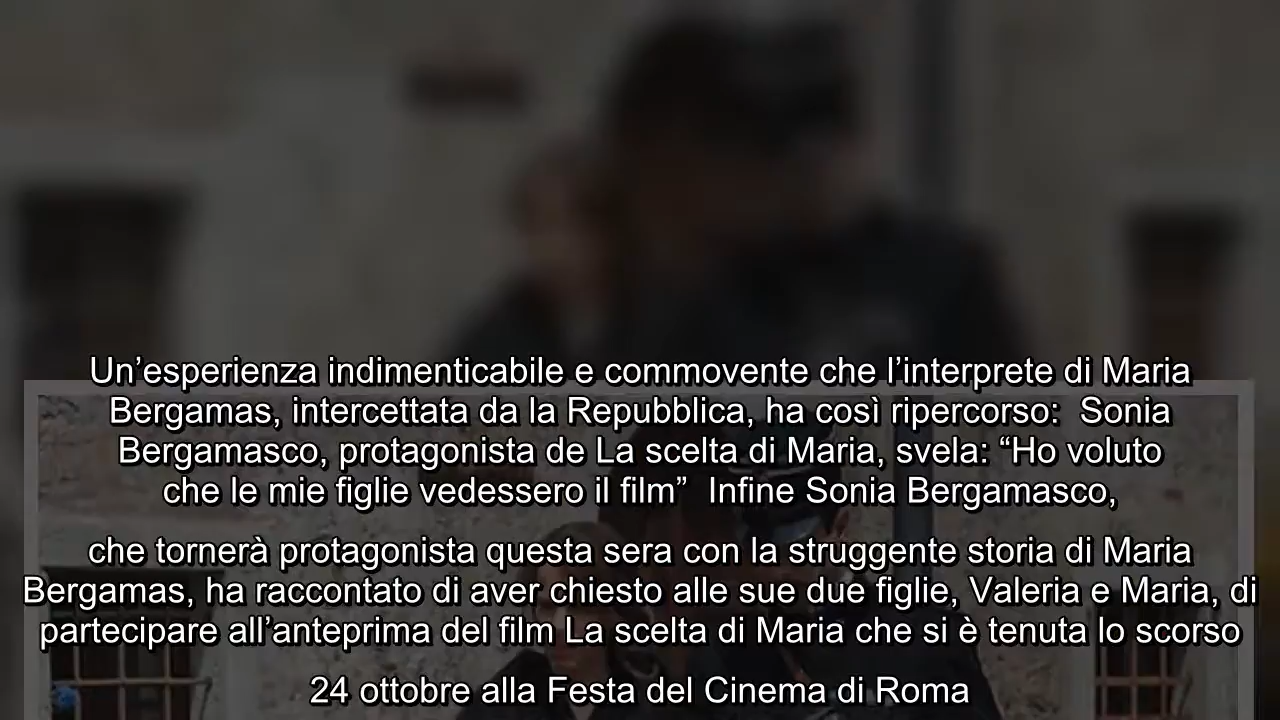 Un’esperienza indimenticabile e commovente che l’interprete di Maria
Bergamas, intercettata da la Repubblica, ha così ripercorso:  Sonia
Bergamasco, protagonista de La scelta di Maria, svela: “Ho voluto
che le mie figlie vedessero il film”  Infine Sonia Bergamasco,
che tornerà protagonista questa sera con la struggente storia di Maria
Bergamas, ha raccontato di aver chiesto alle sue due figlie, Valeria e Maria, di
partecipare all’anteprima del film La scelta di Maria che si è tenuta lo scorso
24 ottobre alla Festa del Cinema di Roma